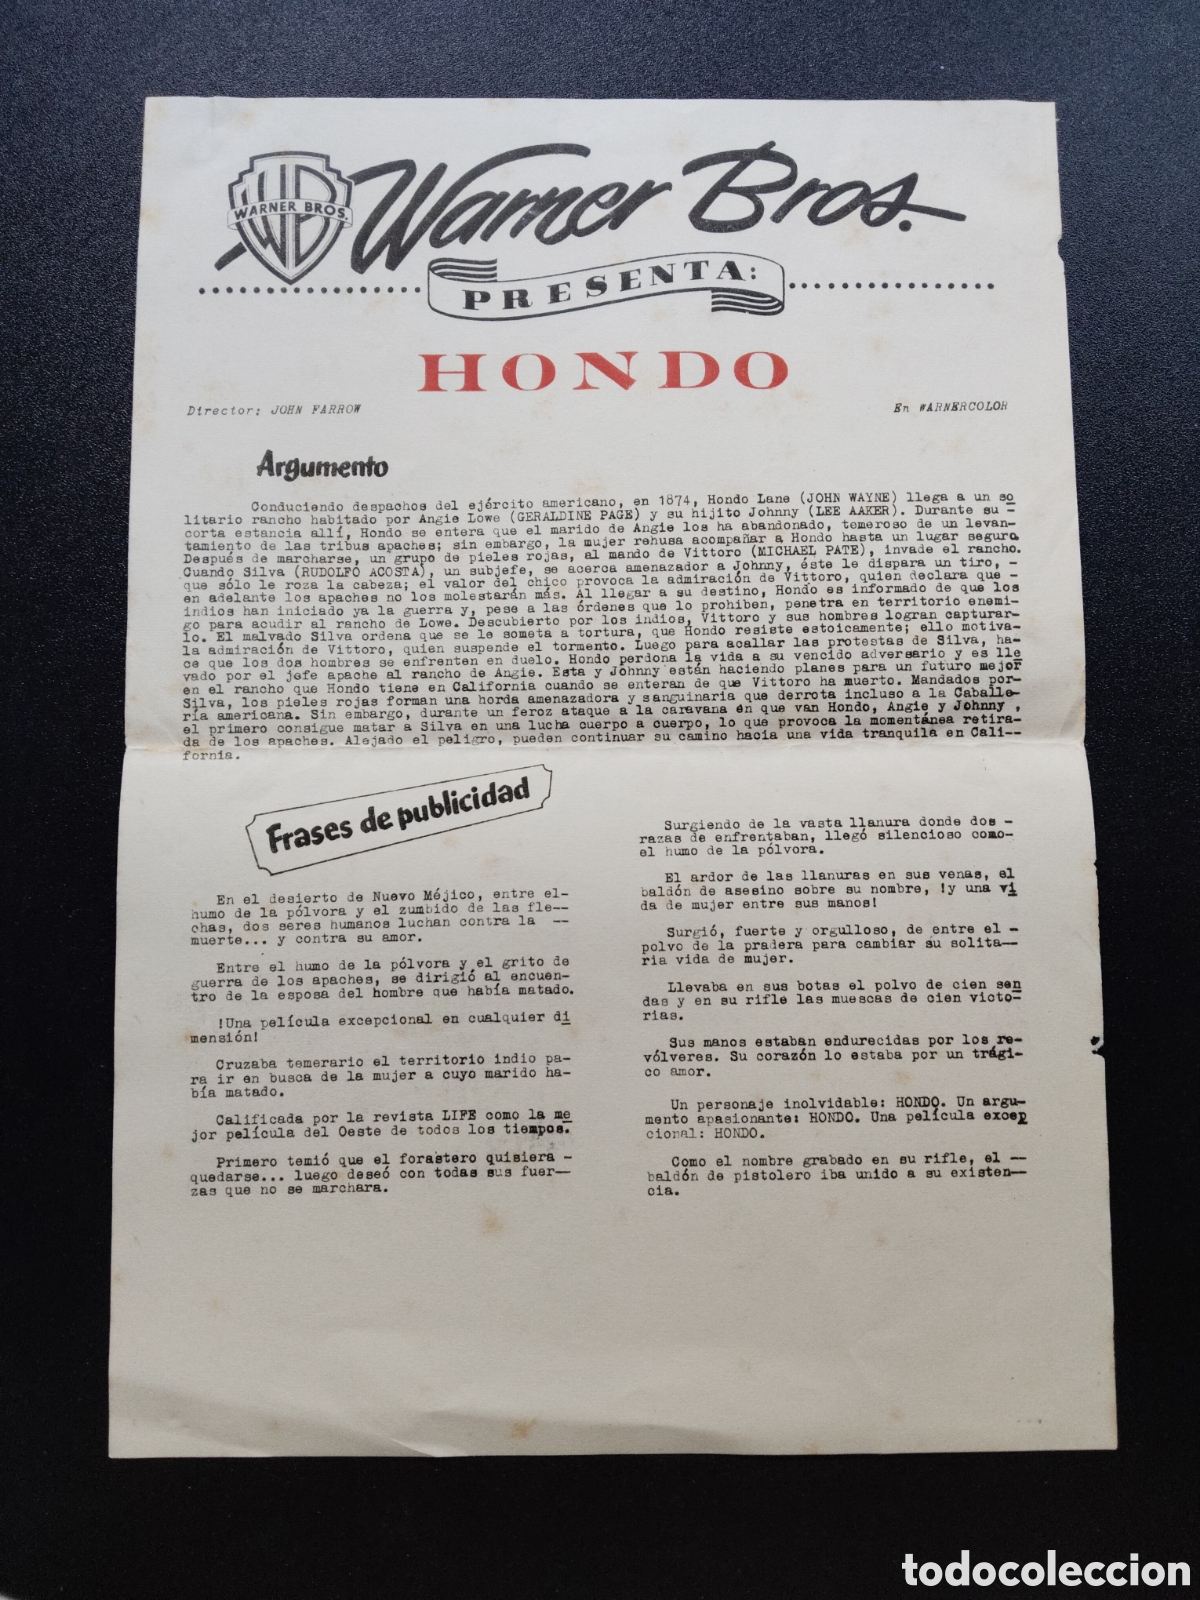 WB
WARNER BROS.
Warner Bros.
PRESENTA:
HONDO
Director: JOHN FARROW
En WARNERCOLOR
Argumento
Conduciendo despachos del ejército americano, en 1874, Hondo Lane (JOHN WAYNE) llega a un so
litario rancho habitado por Angie Lowe (GERALDINE PAGE) y su hijito Johnny (LEE AAKER). Durante su -
corta estancia allí, Hondo se entera que el marido de Angie los ha abandonado, temeroso de un levan-
tamiento de las tribus apaches; sin embargo, la mujer rehusa acompañar a Hondo hasta un lugar seguro.
Después de marcharse, un grupo de pieles rojas, al mando de Vittoro (MICHAEL PATE), invade el rancho.
Cuando Silva (RUDOLFO ACOSTA), un subjefe, se acerca amenazador a Johnny, éste le dispara un tiro, -
que sólo le roza la cabeza; el valor del chico provoca la admiración de Vittoro, quien declara que -
en adelante los apaches no los molestarán más. Al llegar a su destino, Hondo es informado de que los
indios han iniciado ya la guerra y, pese a las órdenes que lo prohiben, penetra en territorio enemi-
go para acudir al rancho de Lowe. Descubierto por los indios, Vittoro y sus hombres logran capturar-
lo. El malvado Silva ordena que se le someta a tortura, que Hondo resiste estoicamente; ello motiva-
la admiración de Vittoro, quien suspende el tormento. Luego para acallar las protestas de Silva, ha-
ce que los dos hombres se enfrenten en duelo. Hondo perdona la vida a su vencido adversario y es lle
vado por el jefe apache al rancho de Angie. Esta y Johnny están haciendo planes para un futuro mejor
en el rancho que Hondo tiene en California cuando se enteran de que Vittoro ha muerto. Mandados por-
Silva, los pieles rojas forman una horda amenazadora y sanguinaria que derrota incluso a la Caballe-
ría americana. Sin embargo, durante un feroz ataque a la caravana en que van Hondo, Angie y Johnny ,
el primero consigue matar a Silva en una lucha cuerpo a cuerpo, lo que provoca la momentánea retira-
da de los apaches. Alejado el peligro, pueden continuar su camino hacia una vida tranquila en Cali--
fornia.
Frases de publicidad
En el desierto de Nuevo Méjico, entre el-
humo de la pólvora y el zumbido de las fle--
chas, dos seres humanos luchan contra la --
muerte... y contra su amor.
Entre el humo de la pólvora y el grito de
guerra de los apaches, se dirigió al encuen-
tro de la esposa del hombre que había matado.
!Una película excepcional en cualquier di
mensión!
Cruzaba temerario el territorio indio pa-
ra ir en busca de la mujer a cuyo marido ha-
bía matado.
Calificada por la revista LIFE como la me
jor película del Oeste de todos los tiempos.
Primero temió que el forastero quisiera -
quedarse... luego deseó con todas sus fuer--
zas que no se marchara.
Surgiendo de la vasta llanura donde dos -
razas de enfrentaban, llegó silencioso como-
el humo de la pólvora.
El ardor de las llanuras en sus venas, el
baldón de asesino sobre su nombre, !y una vi
da de mujer entre sus manos!
Surgió, fuerte y orgulloso, de entre el -
polvo de la pradera para cambiar su solita--
ria vida de mujer.
Llevaba en sus botas el polvo de cien sen
das y en su rifle las muescas de cien victo-
rias.
Sus manos estaban endurecidas por los re-
vólveres. Su corazón lo estaba por un trági-
co amor.
Un personaje inolvidable: HONDO. Un argu-
mento apasionante: HONDO. Una película excep
cional: HONDO.
Como el nombre grabado en su rifle, el --
baldón de pistolero iba unido a su existen--
cia.
todocoleccion